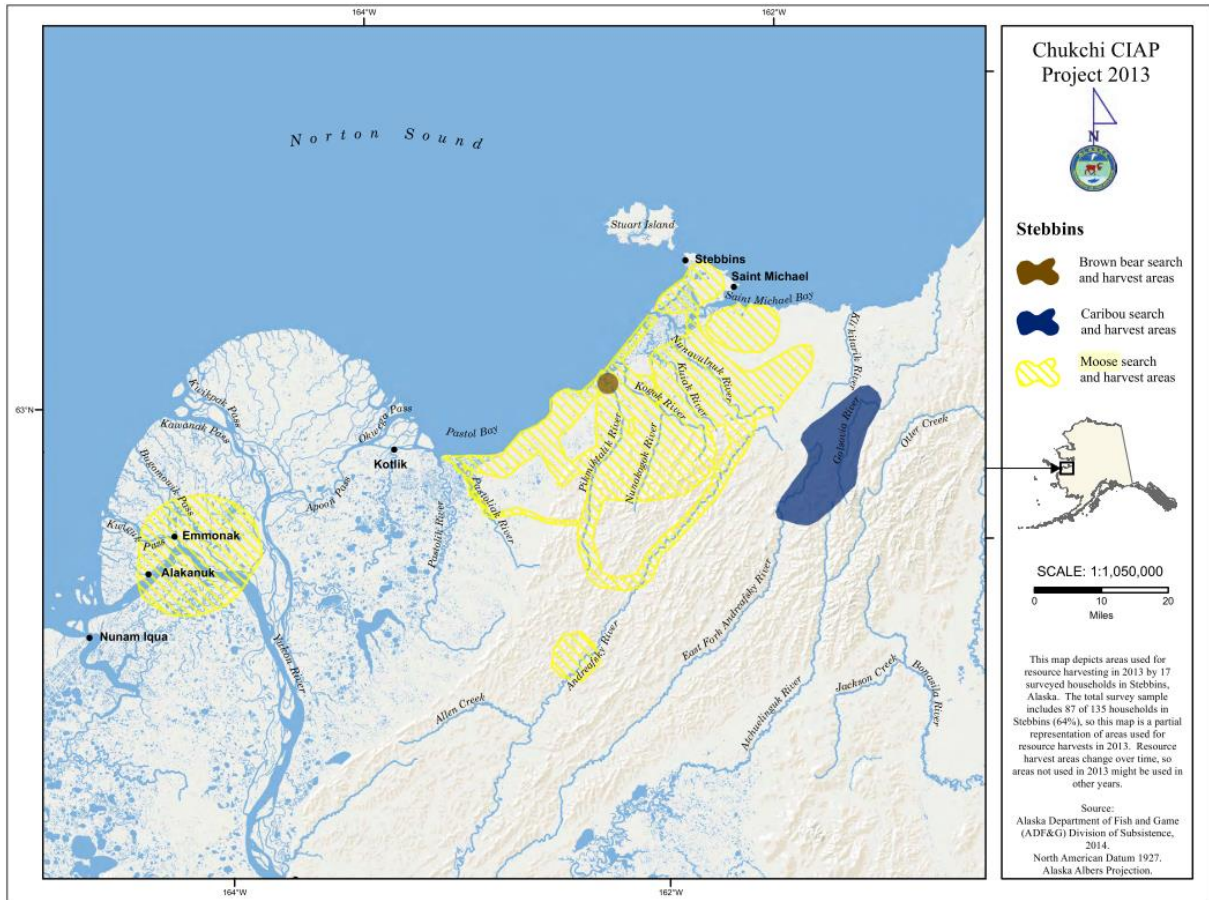 164°W
162°W
Norton Sound
Stuart Island
Stebbins
Saint Michael
Saint Michael Bay
Kirkitarik River
Nunavulnuk River
Kuiak River
Kogok River
Golsovia River
Otter Creek
63°N
Pastol Bay
Kwikpak Pass
Kawanak Pass
Okwega Pass
Kotlik
Bugomowik Pass
Apoon Pass
Pikmiktalik River
Nunakogok River
Pastoliak River
Pastolik River
Kwiguk Pass
Emmonak
Alakanuk
Nunam Iqua
Yukon River
Andreafsky River
East Fork Andreafsky River
Allen Creek
Atchuelinguk River
Jackson Creek
Bonasila River
164°W
162°W
Chukchi CIAP
Project 2013
N
Stebbins
Brown bear search
and harvest areas
Caribou search
and harvest areas
Moose search
and harvest areas
SCALE: 1:1,050,000
0 10 20
Miles
This map depicts areas used for
resource harvesting in 2013 by 17
surveyed households in Stebbins,
Alaska. The total survey sample
includes 87 of 135 households in
Stebbins (64%), so this map is a partial
representation of areas used for
resource harvests in 2013. Resource
harvest areas change over time, so
areas not used in 2013 might be used in
other years.
Source:
Alaska Department of Fish and Game
(ADF&G) Division of Subsistence,
2014.
North American Datum 1927.
Alaska Albers Projection.